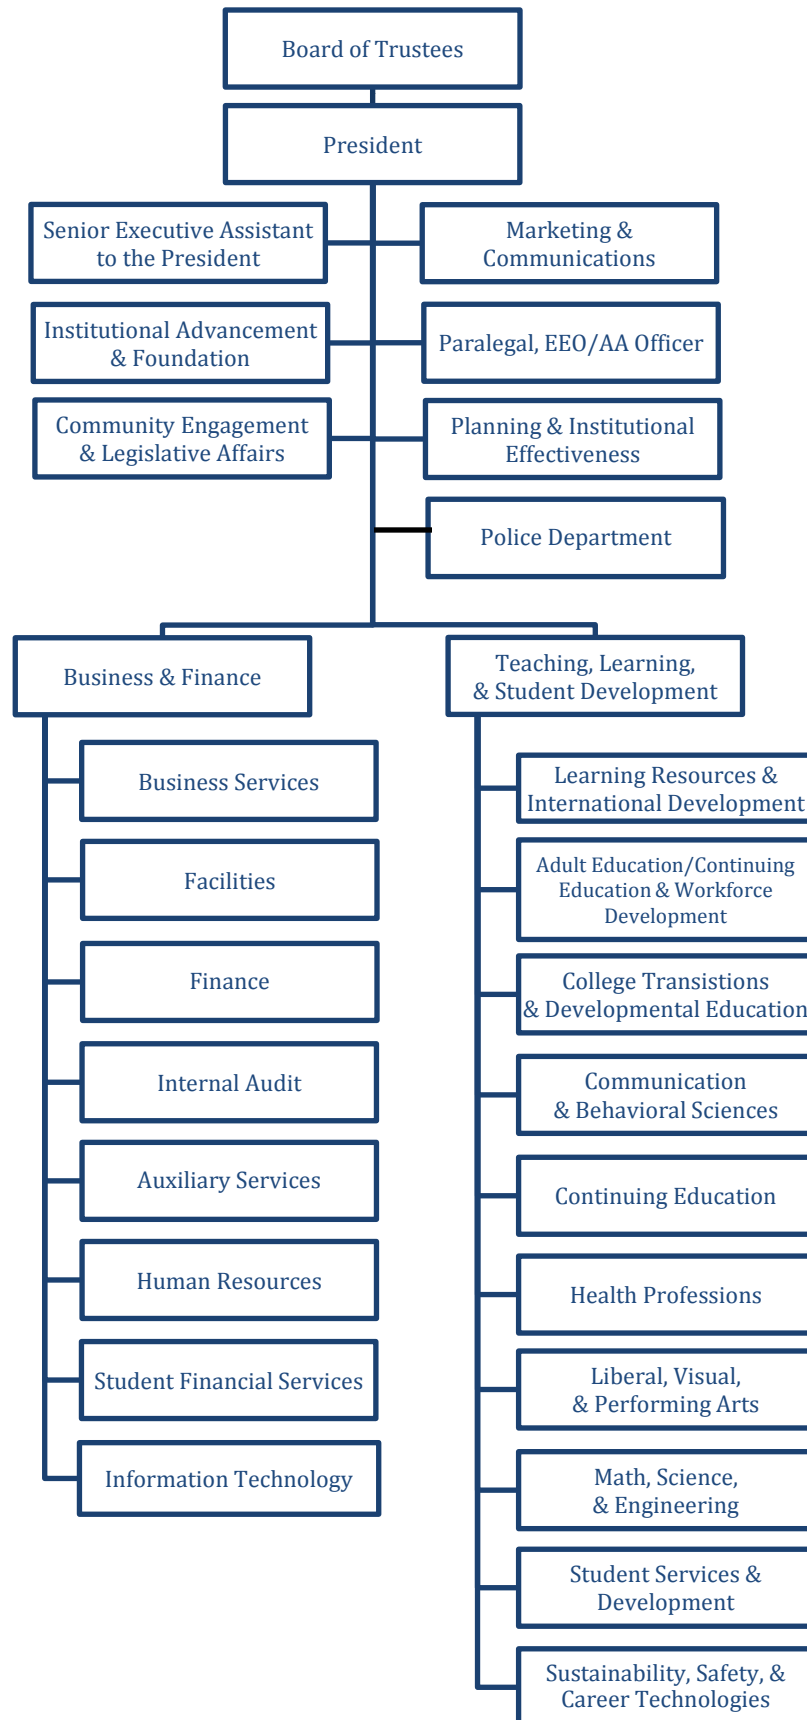 Board of Trustees
President
Senior Executive Assistant
to the President
Marketing &
Communications
Institutional Advancement
& Foundation
Paralegal, EEO/AA Officer
Community Engagement
& Legislative Affairs
Planning & Institutional
Effectiveness
Police Department
Business & Finance
Teaching, Learning,
& Student Development
Business Services
Facilities
Finance
Internal Audit
Auxiliary Services
Human Resources
Student Financial Services
Information Technology
Learning Resources &
International Development
Adult Education/Continuing
Education & Workforce
Development
College Transistions
& Developmental Education
Communication
& Behavioral Sciences
Continuing Education
Health Professions
Liberal, Visual,
& Performing Arts
Math, Science,
& Engineering
Student Services &
Development
Sustainability, Safety, &
Career Technologies